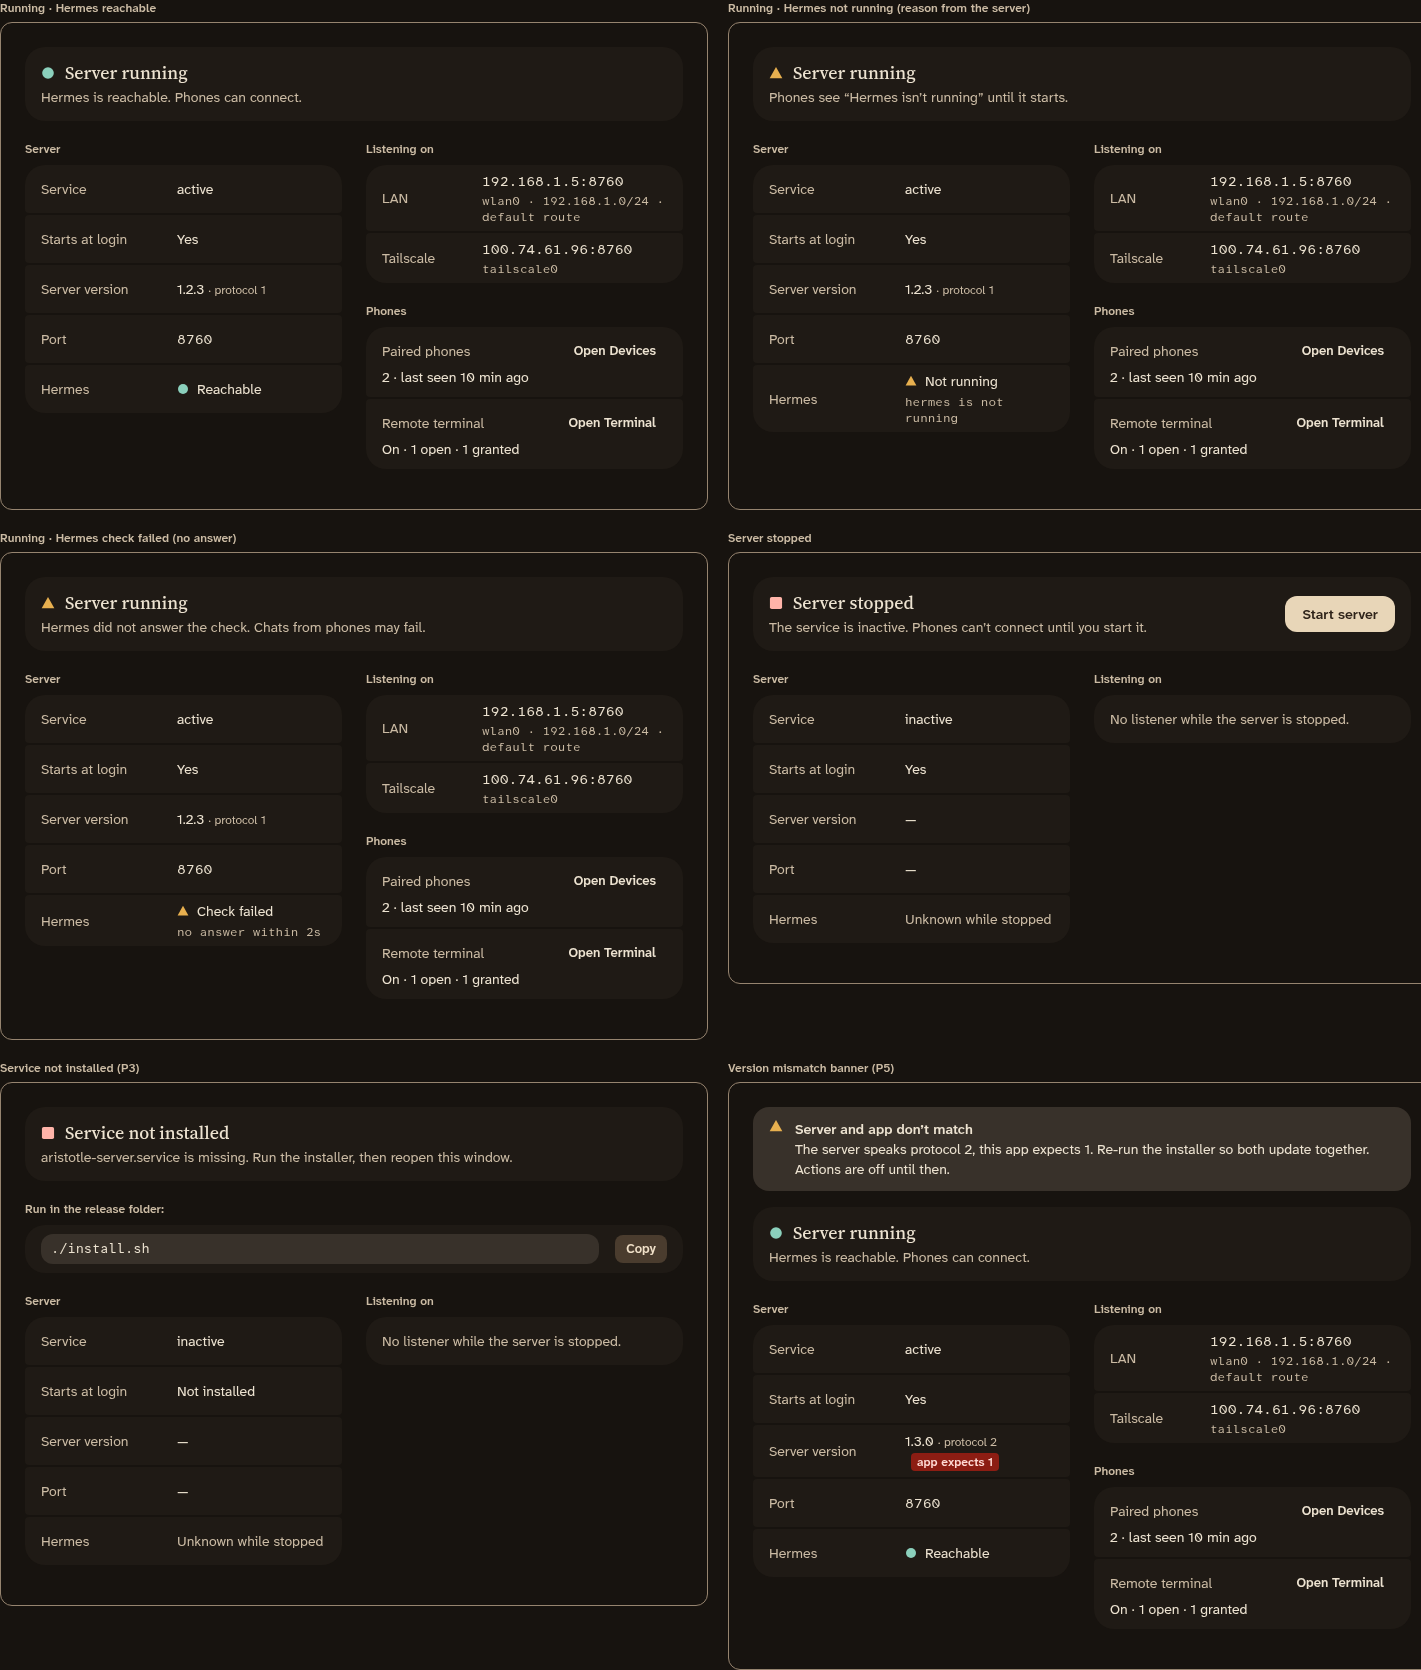 Running · Hermes reachable
Server running
Hermes is reachable. Phones can connect.
Server
Service active
Starts at login Yes
Server version 1.2.3 · protocol 1
Port 8760
Hermes Reachable
Listening on
LAN 192.168.1.5:8760
wlan0 · 192.168.1.0/24 ·
default route
Tailscale 100.74.61.96:8760
tailscale0
Phones
Paired phones Open Devices
2 · last seen 10 min ago
Remote terminal Open Terminal
On · 1 open · 1 granted
Running · Hermes not running (reason from the server)
Server running
Phones see “Hermes isn’t running” until it starts.
Server
Service active
Starts at login Yes
Server version 1.2.3 · protocol 1
Port 8760
Hermes Not running
hermes is not
running
Listening on
LAN 192.168.1.5:8760
wlan0 · 192.168.1.0/24 ·
default route
Tailscale 100.74.61.96:8760
tailscale0
Phones
Paired phones Open Devices
2 · last seen 10 min ago
Remote terminal Open Terminal
On · 1 open · 1 granted
Running · Hermes check failed (no answer)
Server running
Hermes did not answer the check. Chats from phones may fail.
Server
Service active
Starts at login Yes
Server version 1.2.3 · protocol 1
Port 8760
Hermes Check failed
no answer within 2s
Listening on
LAN 192.168.1.5:8760
wlan0 · 192.168.1.0/24 ·
default route
Tailscale 100.74.61.96:8760
tailscale0
Phones
Paired phones Open Devices
2 · last seen 10 min ago
Remote terminal Open Terminal
On · 1 open · 1 granted
Server stopped
Server stopped
The service is inactive. Phones can’t connect until you start it.
Start server
Server
Service inactive
Starts at login Yes
Server version —
Port —
Hermes Unknown while stopped
Listening on
No listener while the server is stopped.
Service not installed (P3)
Service not installed
aristotle-server.service is missing. Run the installer, then reopen this window.
Run in the release folder:
./install.sh Copy
Server
Service inactive
Starts at login Not installed
Server version —
Port —
Hermes Unknown while stopped
Listening on
No listener while the server is stopped.
Version mismatch banner (P5)
Server and app don’t match
The server speaks protocol 2, this app expects 1. Re-run the installer so both update together.
Actions are off until then.
Server running
Hermes is reachable. Phones can connect.
Server
Service active
Starts at login Yes
Server version 1.3.0 · protocol 2
app expects 1
Port 8760
Hermes Reachable
Listening on
LAN 192.168.1.5:8760
wlan0 · 192.168.1.0/24 ·
default route
Tailscale 100.74.61.96:8760
tailscale0
Phones
Paired phones Open Devices
2 · last seen 10 min ago
Remote terminal Open Terminal
On · 1 open · 1 granted